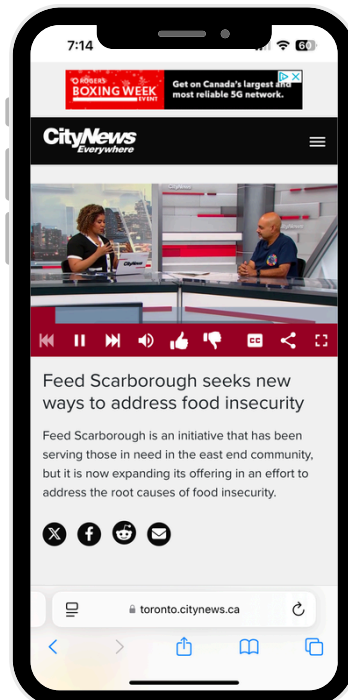 7:14
60
ROGERS
BOXING WEEK
EVENT
Get on Canada's largest and
most reliable 5G network.
CityNews
Everywhere
CityNews
CC
Feed Scarborough seeks new
ways to address food insecurity
Feed Scarborough is an initiative that has been
serving those in need in the east end community,
but it is now expanding its offering in an effort to
address the root causes of food insecurity.
toronto.citynews.ca